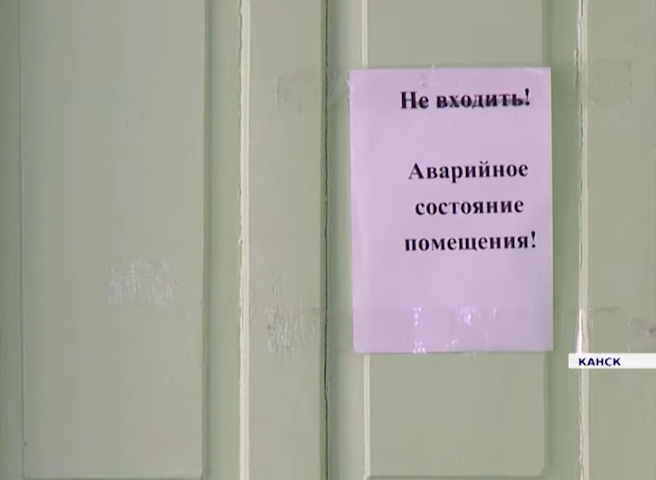 Не входить!
Аварийное
состояние
помещения!
КАНСК